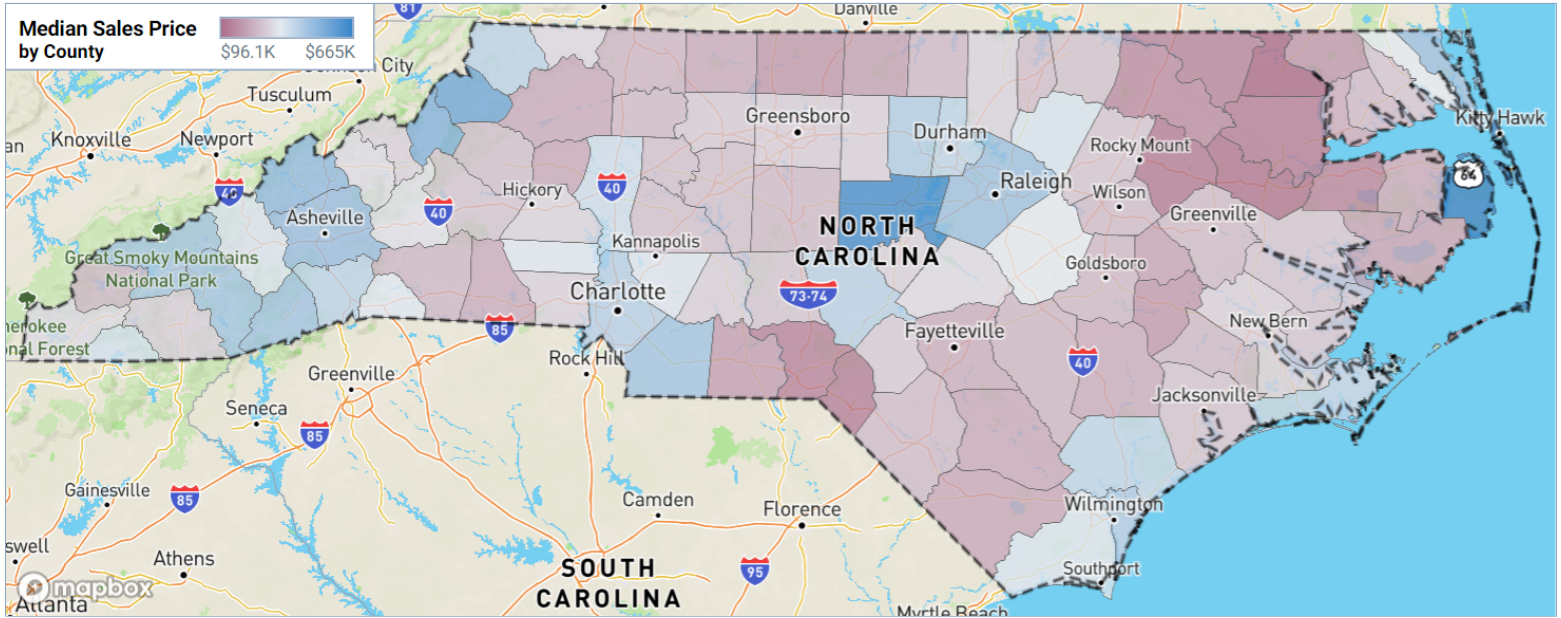 Median Sales Price
by County
$96.1K
$665K
81
Danville
City
Tusculum
Knoxville
Newport
Greensboro
Durham
Kitty Hawk
Rocky Mount
64
40
Hickory
40
Raleigh
Wilson
40
Asheville
Greenville
NORTH
CAROLINA
Kannapolis
Great Smoky Mountains
National Park
Goldsboro
Charlotte
73-74
New Bern
85
Fayetteville
Rock Hill
40
Greenville
Jacksonville
Seneca
85
Gainesville
85
Camden
Florence
Wilmington
Athens
SOUTH
CAROLINA
95
Southport
mapbox
Atlanta
Myrtle Beach